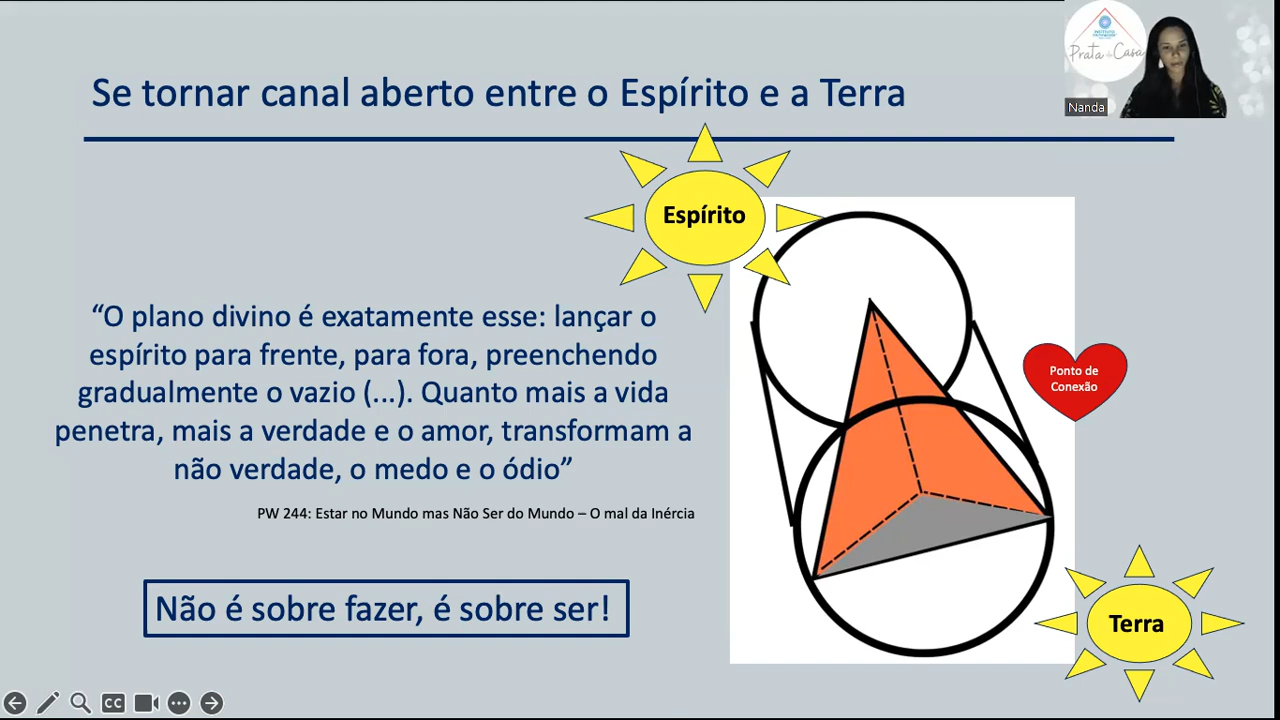 Prata de Casa
Nanda
Se tornar canal aberto entre o Espírito e a Terra
Espírito
“O plano divino é exatamente esse: lançar o
espírito para frente, para fora, preenchendo
gradualmente o vazio (...). Quanto mais a vida
penetra, mais a verdade e o amor, transformam a
não verdade, o medo e o ódio”
PW 244: Estar no Mundo mas Não Ser do Mundo – O mal da Inércia
Ponto de
Conexão
Não é sobre fazer, é sobre ser!
Terra
CC